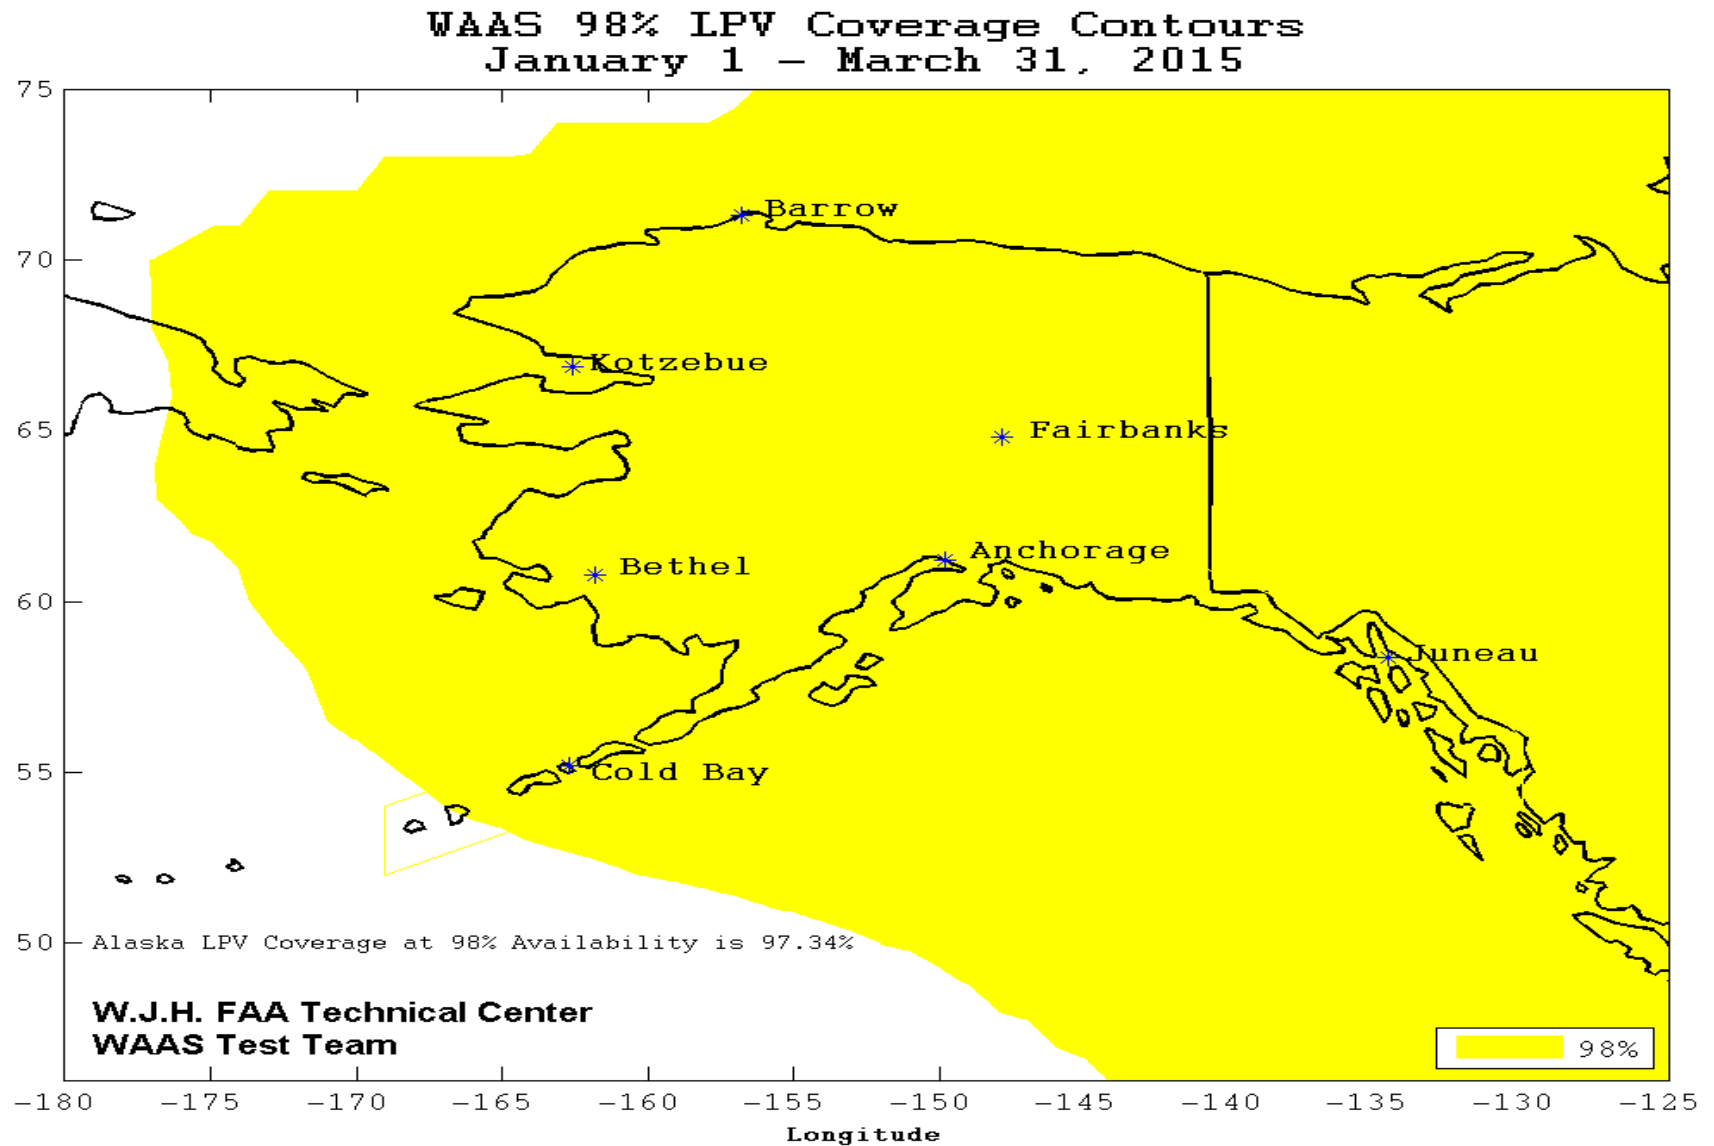 WAAS 98% LPV Coverage Contours
January 1 – March 31, 2015
75
70
65
60
55
50
Barrow
Kotzebue
Fairbanks
Bethel
Anchorage
Juneau
Cold Bay
Alaska LPV Coverage at 98% Availability is 97.34%
W.J.H. FAA Technical Center
WAAS Test Team
98%
−180 −175 −170 −165 −160 −155 −150 −145 −140 −135 −130 −125
Longitude